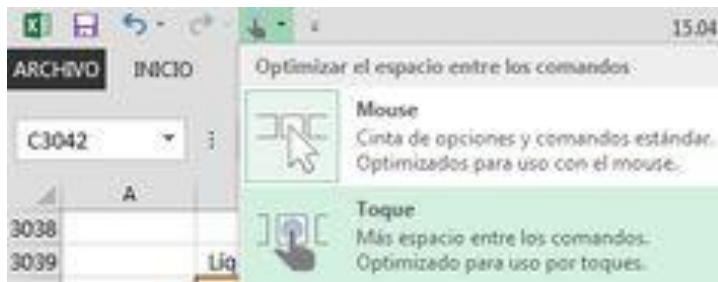 15.04
ARCHIVO INICIO
Optimizar el espacio entre los comandos
C3042
Mouse
Cinta de opciones y comandos estándar.
Optimizados para uso con el mouse.
A
Toque
Más espacio entre los comandos.
Optimizado para uso por toques.
3038
3039 Liq